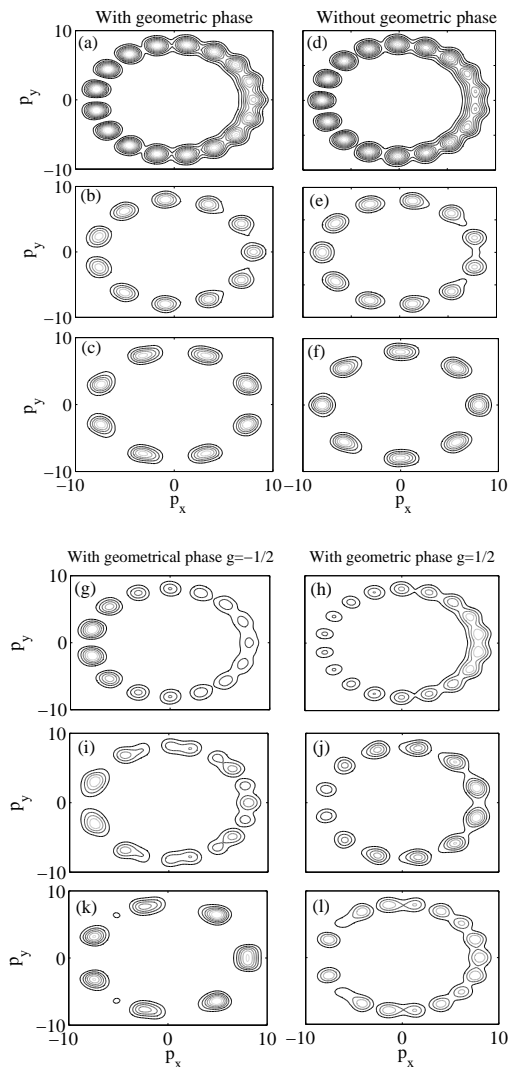 With geometric phase
Without geometric phase
10
0
−10
p_y
(a)
(d)
10
0
−10
p_y
(b)
(e)
10
0
−10
p_y
(c)
(f)
−10
0
10
−10
0
10
p_x
p_x
With geometrical phase g=−1/2
With geometric phase g=1/2
10
0
−10
p_y
(g)
(h)
10
0
−10
p_y
(i)
(j)
10
0
−10
p_y
(k)
(l)
−10
0
10
−10
0
10
p_x
p_x